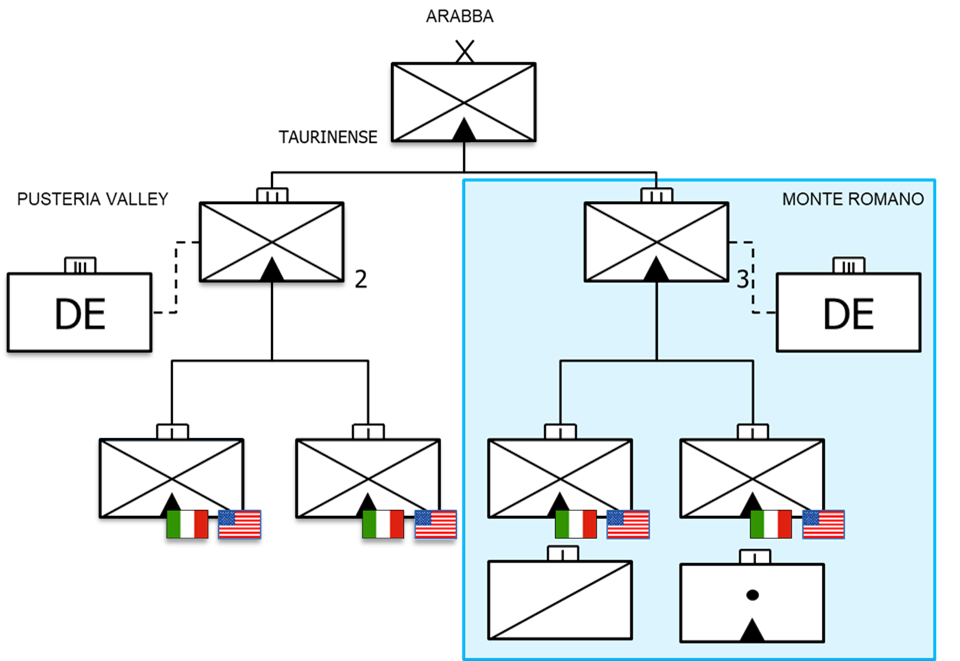 ARABBA
TAURINENSE
PUSTERIA VALLEY
MONTE ROMANO
2
3
DE
DE